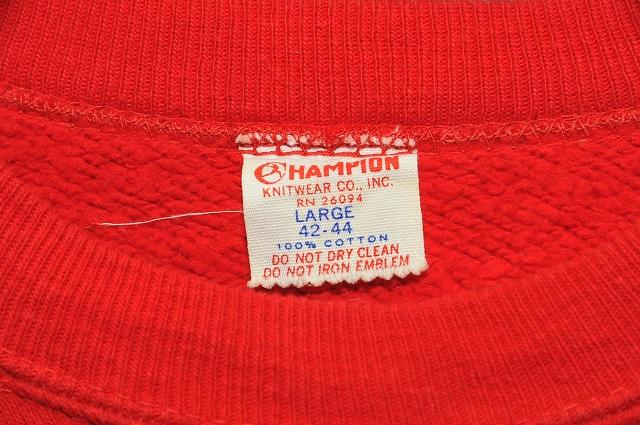 CHAMPION
KNITWEAR CO., INC.
RN 26094
LARGE
42-44
100% COTTON
DO NOT DRY CLEAN
DO NOT IRON EMBLEM